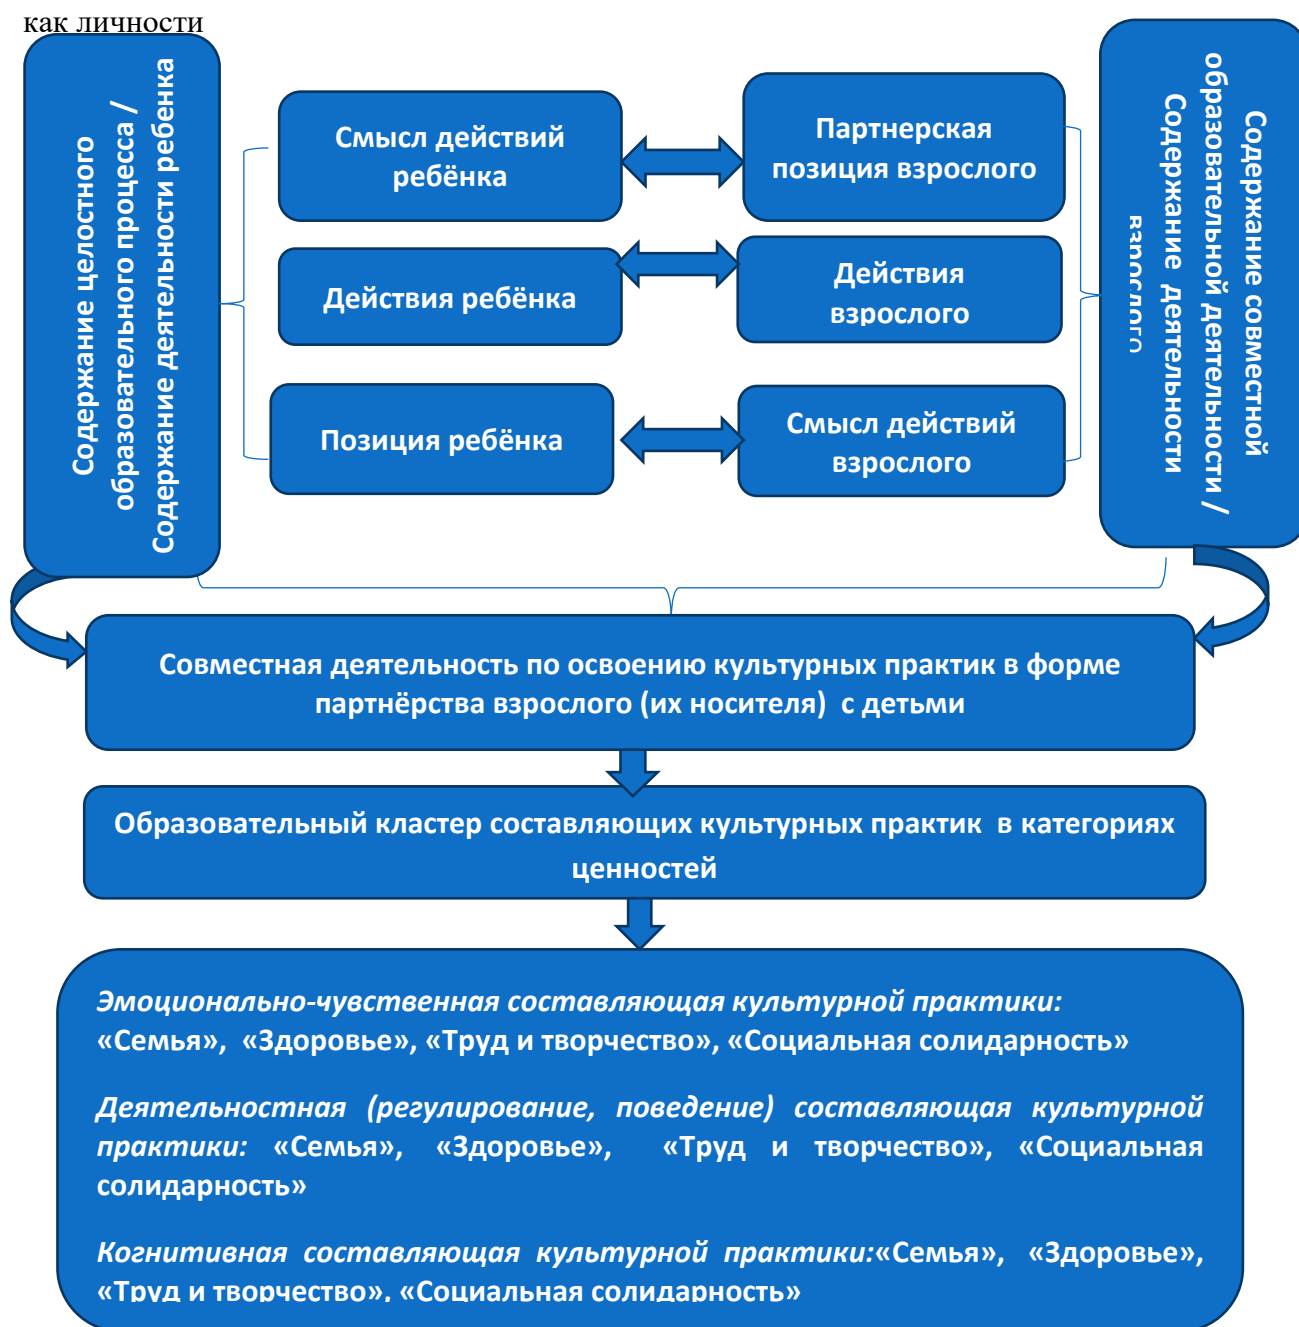 как личности
Содержание целостного
образовательного процесса /
Содержание деятельности ребенка
Смысл действий
ребёнка
Партнерская
позиция взрослого
Действия ребёнка
Действия
взрослого
Позиция ребёнка
Смысл действий
взрослого
Содержание совместной
образовательной деятельности /
Содержание деятельности
взрослого
Совместная деятельность по освоению культурных практик в форме
партнёрства взрослого (их носителя) с детьми
Образовательный кластер составляющих культурных практик в категориях
ценностей
Эмоционально-чувственная составляющая культурной практики:
«Семья», «Здоровье», «Труд и творчество», «Социальная солидарность»
Деятельностная (регулирование, поведение) составляющая культурной
практики: «Семья», «Здоровье», «Труд и творчество», «Социальная
солидарность»
Когнитивная составляющая культурной практики:«Семья», «Здоровье»,
«Труд и творчество», «Социальная солидарность»